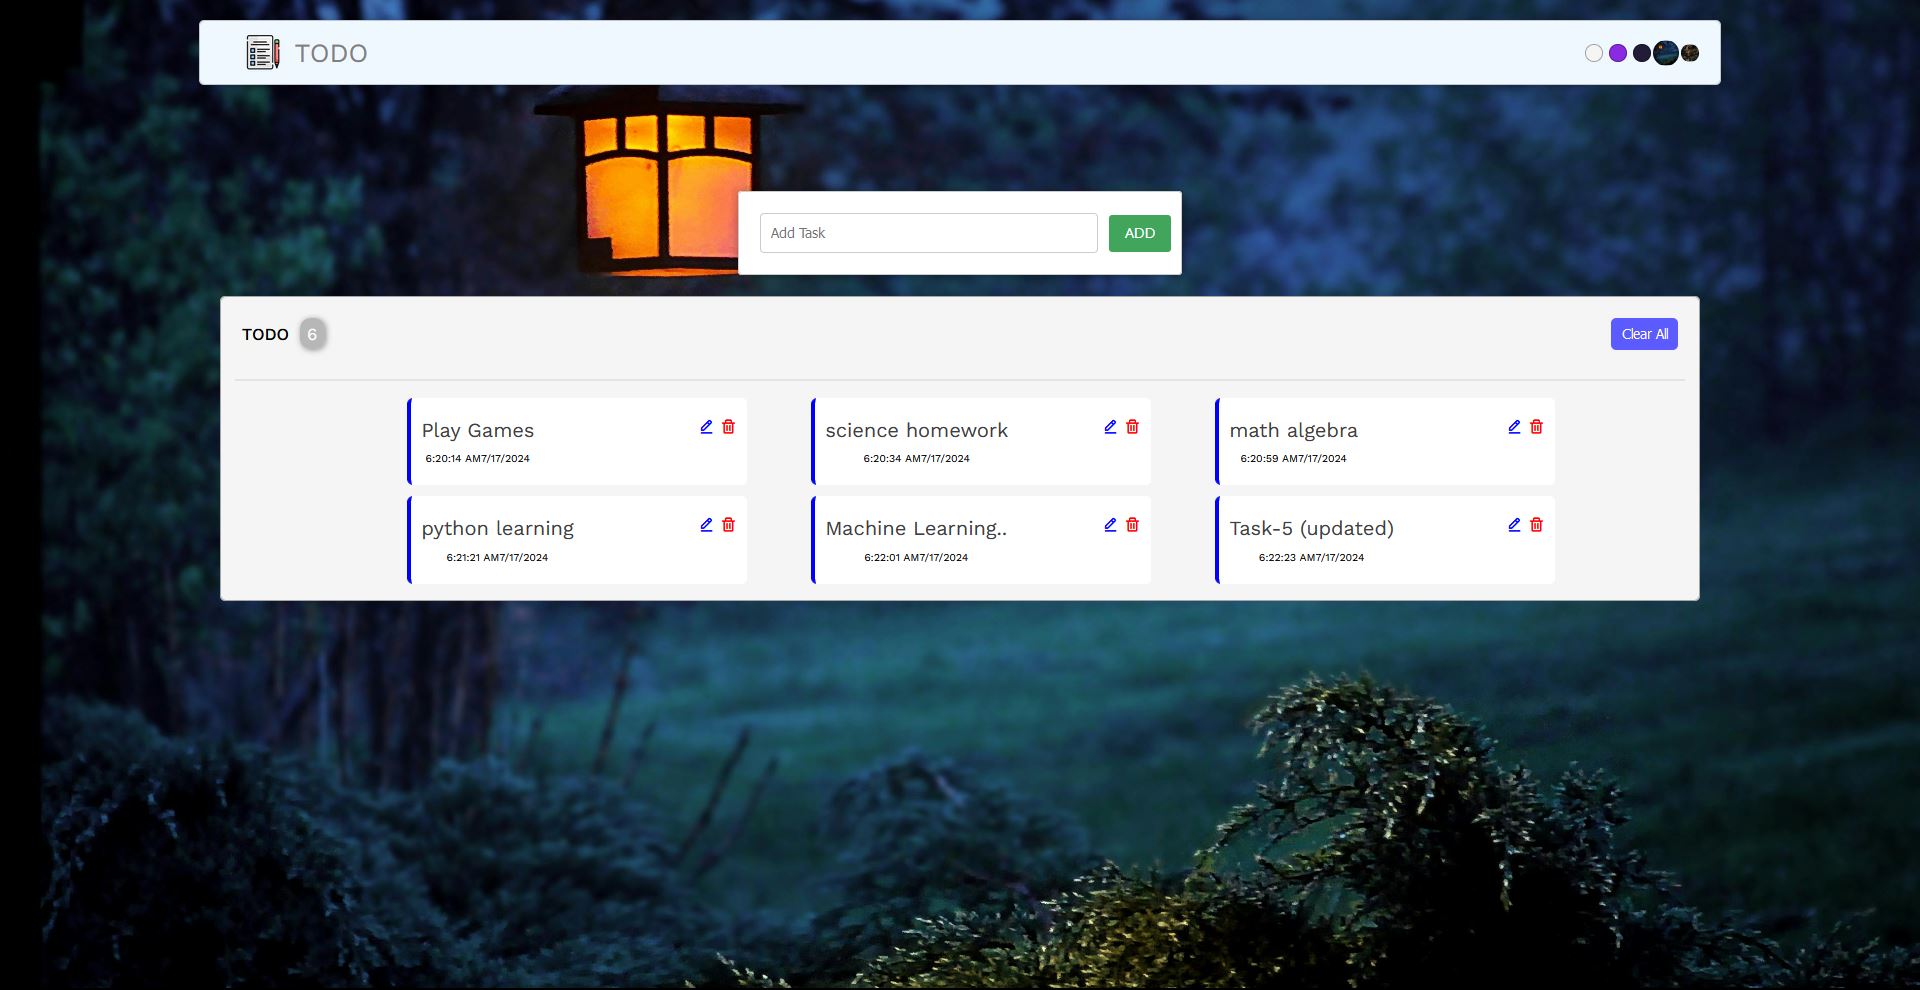 TODO
Add Task
ADD
TODO 6
Clear All
Play Games
6:20:14 AM7/17/2024
science homework
6:20:34 AM7/17/2024
math algebra
6:20:59 AM7/17/2024
python learning
6:21:21 AM7/17/2024
Machine Learning..
6:22:01 AM7/17/2024
Task-5 (updated)
6:22:23 AM7/17/2024